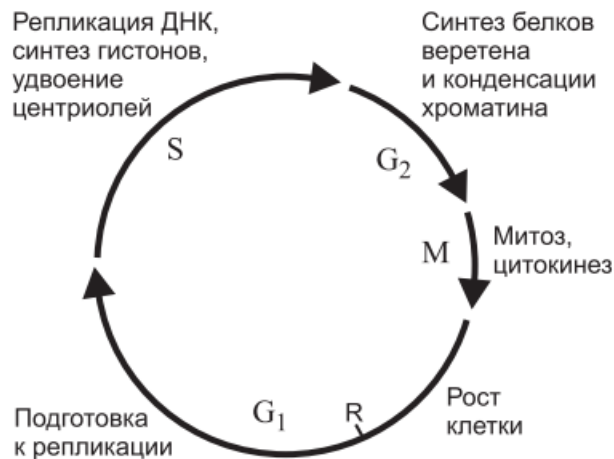 Репликация ДНК,
синтез гистонов,
удвоение
центриолей
Синтез белков
веретена
и конденсации
хроматина
S
G₂
M
Митоз,
цитокинез
Рост
клетки
R
G₁
Подготовка
к репликации